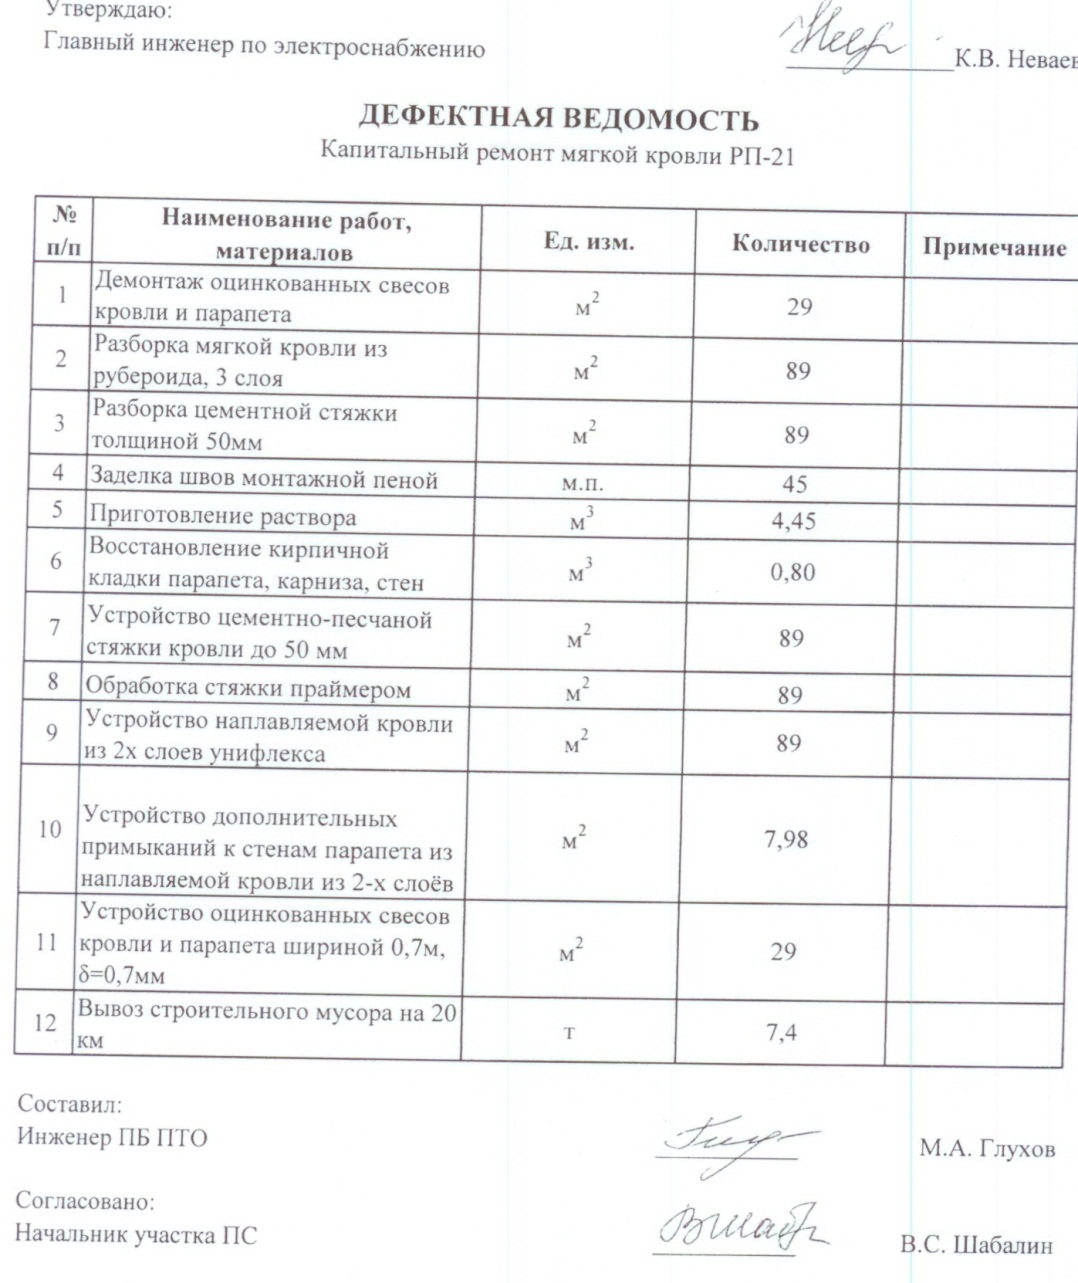 Утверждаю:
Главный инженер по электроснабжению
К.В. Неваев
ДЕФЕКТНАЯ ВЕДОМОСТЬ
Капитальный ремонт мягкой кровли РП-21
№ п/п Наименование работ, материалов Ед. изм. Количество Примечание
1 Демонтаж оцинкованных свесов
кровли и парапета м² 29
2 Разборка мягкой кровли из
рубероида, 3 слоя м² 89
3 Разборка цементной стяжки
толщиной 50мм м² 89
4 Заделка швов монтажной пеной м.п. 45
5 Приготовление раствора м³ 4,45
6 Восстановление кирпичной
кладки парапета, карниза, стен м³ 0,80
7 Устройство цементно-песчаной
стяжки кровли до 50 мм м² 89
8 Обработка стяжки праймером м² 89
9 Устройство наплавляемой кровли
из 2х слоев унифлекса м² 89
10 Устройство дополнительных
примыканий к стенам парапета из
наплавляемой кровли из 2-х слоёв м² 7,98
11 Устройство оцинкованных свесов
кровли и парапета шириной 0,7м,
δ=0,7мм м² 29
12 Вывоз строительного мусора на 20
км т 7,4
Составил:
Инженер ПБ ПТО
М.А. Глухов
Согласовано:
Начальник участка ПС
В.С. Шабалин